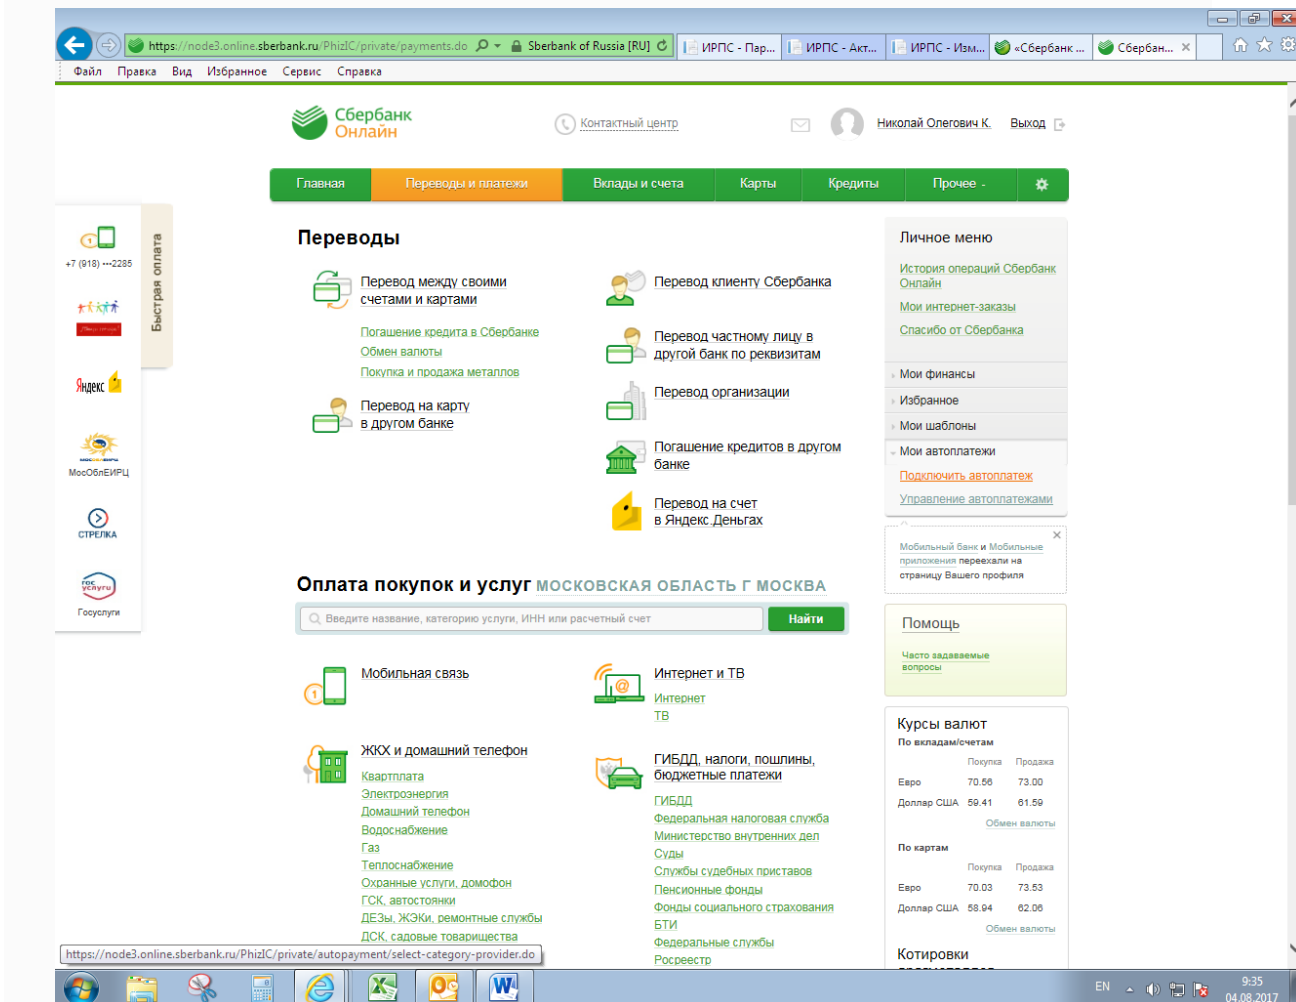 https://node3.online.sberbank.ru/PhizIC/private/payments.do
Sberbank of Russia [RU]
ИРПС - Пар...
ИРПС - Акт...
ИРПС - Изм...
«Сбербанк ...
Сбербан...
Файл Правка Вид Избранное Сервис Справка
Сбербанк
Онлайн
Контактный центр
Николай Олегович К.
Выход
Главная
Переводы и платежи
Вклады и счета
Карты
Кредиты
Прочее
Быстрая оплата
+7 (918) ---2285
Яндекс
МосОблЕИРЦ
СТРЕЛКА
гос
услуги
Госуслуги
Переводы
Перевод между своими
счетами и картами
Погашение кредита в Сбербанке
Обмен валюты
Покупка и продажа металлов
Перевод на карту
в другом банке
Перевод клиенту Сбербанка
Перевод частному лицу в
другой банк по реквизитам
Перевод организации
Погашение кредитов в другом
банке
Перевод на счет
в Яндекс.Деньгах
Оплата покупок и услуг МОСКОВСКАЯ ОБЛАСТЬ Г МОСКВА
Введите название, категорию услуги, ИНН или расчетный счет
Найти
Мобильная связь
Интернет и ТВ
Интернет
ТВ
ЖКХ и домашний телефон
Квартплата
Электроэнергия
Домашний телефон
Водоснабжение
Газ
Теплоснабжение
Охранные услуги, домофон
ГСК, автостоянки
ДЕЗы, ЖЭКи, ремонтные службы
ДСК, садовые товарищества
ГИБДД, налоги, пошлины,
бюджетные платежи
ГИБДД
Федеральная налоговая служба
Министерство внутренних дел
Суды
Службы судебных приставов
Пенсионные фонды
Фонды социального страхования
БТИ
Федеральные службы
Росреестр
Личное меню
История операций Сбербанк
Онлайн
Мои интернет-заказы
Спасибо от Сбербанка
Мои финансы
Избранное
Мои шаблоны
Мои автоплатежи
Подключить автоплатеж
Управление автоплатежами
Мобильный банк и Мобильные
приложения переехали на
страницу Вашего профиля
Помощь
Часто задаваемые
вопросы
Курсы валют
По вкладам/счетам
Покупка Продажа
Евро 70.56 73.00
Доллар США 59.41 61.59
Обмен валюты
По картам
Покупка Продажа
Евро 70.03 73.53
Доллар США 58.94 62.06
Обмен валюты
Котировки
https://node3.online.sberbank.ru/PhizIC/private/autopayment/select-category-provider.do
EN
9:35
04.08.2017